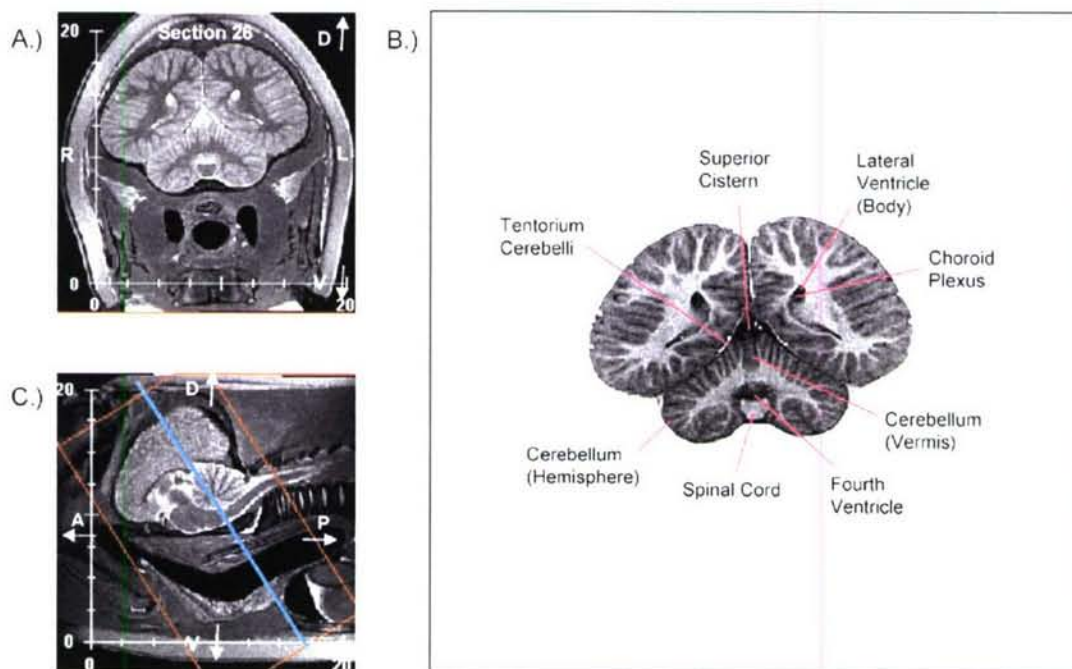 A.)
20
Section 26
D
R
L
0
V
0
20
B.)
Superior
Cistern
Lateral
Ventricle
(Body)
Tentorium
Cerebelli
Choroid
Plexus
Cerebellum
(Vermis)
Cerebellum
(Hemisphere)
Spinal Cord
Fourth
Ventricle
C.)
20
D
A
P
0
V
0
20